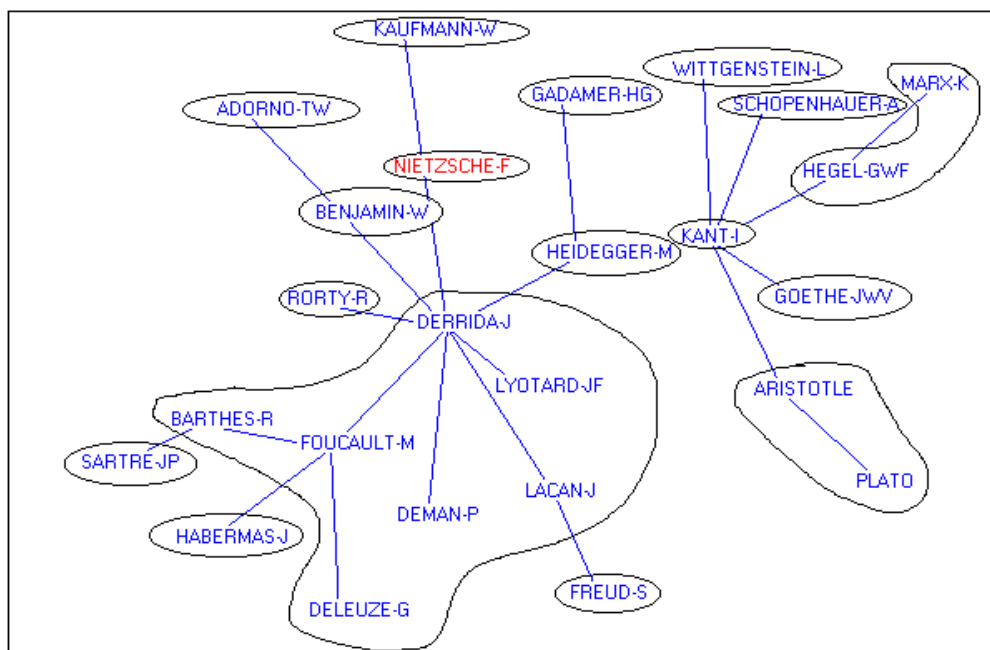 KAUFMANN-W
WITTGENSTEIN-L
MARX-K
GADAMER-HG
SCHOPENHAUER-A
ADORNO-TW
NIETZSCHE-F
HEGEL-GWF
BENJAMIN-W
KANT-I
HEIDEGGER-M
RORTY-R
GOETHE-JWV
DERRIDA-J
LYOTARD-JF
ARISTOTLE
BARTHES-R
FOUCAULT-M
SARTRE-JP
PLATO
LACAN-J
DEMAN-P
HABERMAS-J
FREUD-S
DELEUZE-G